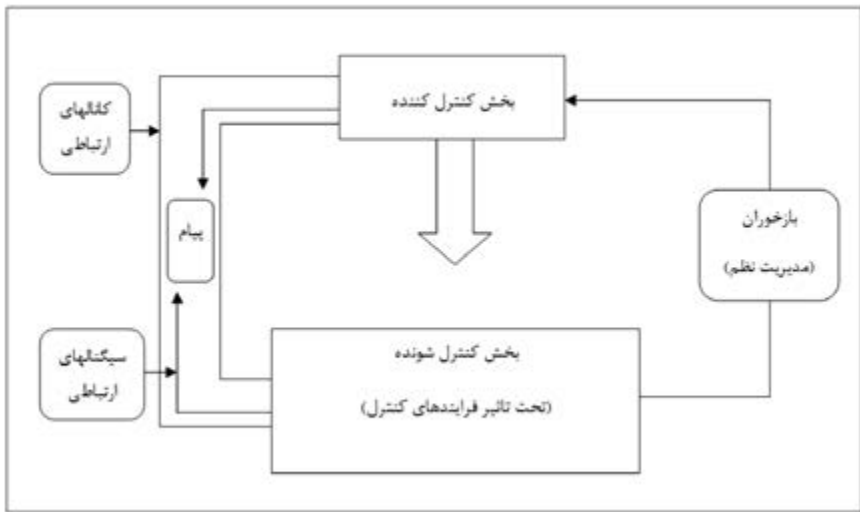 بخش کنترل کننده
کانالهای
ارتباطی
پیام
بازخوران
(مدیریت نظم)
سیگنالهای
ارتباطی
بخش کنترل شونده
(تحت تاثیر فرایندهای کنترل)